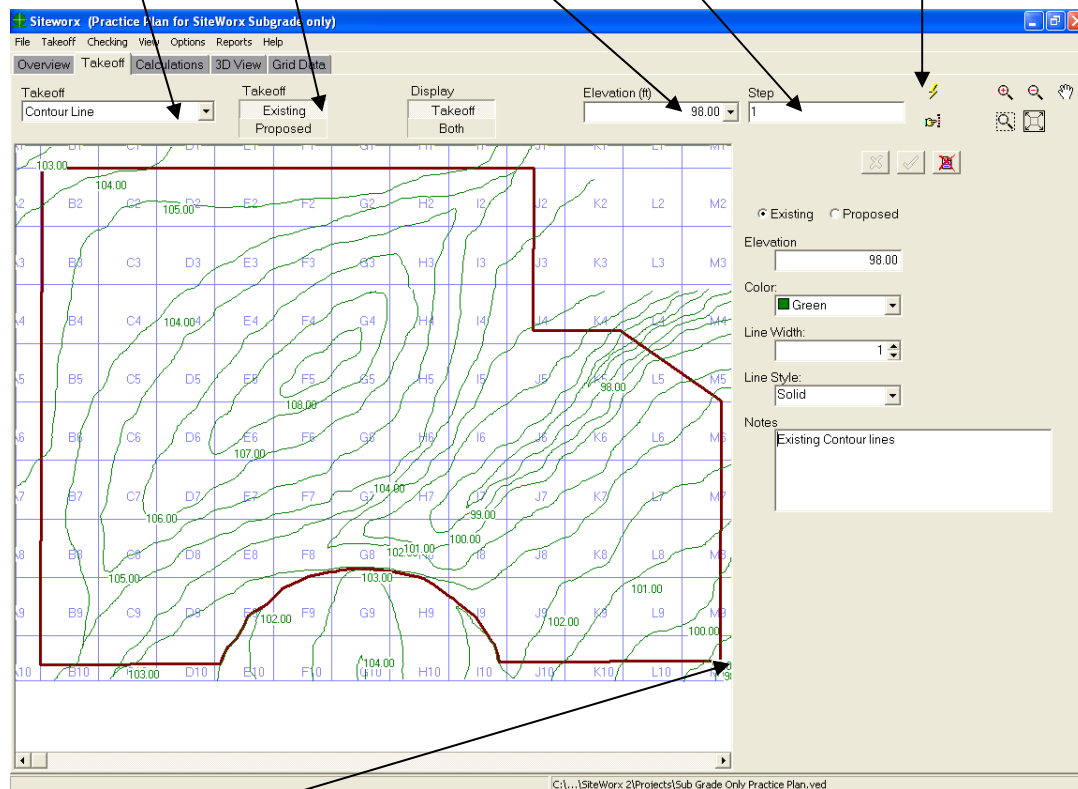 Siteworx (Practice Plan for SiteWorx Subgrade only)
File Takeoff Checking View Options Reports Help
Overview Takeoff Calculations 3D View Grid Data
Takeoff Takeoff Display Elevation (ft) Step
Contour Line Existing Takeoff 98.00 1
Proposed Both
103.00
104.00
B2 C2 105.00 D2 E2 F2 G2 H2 I2 J2 K2 L2 M2
Existing Proposed
Elevation
B3 C3 D3 E3 F3 G3 H3 I3 J3 K3 L3 M3 98.00
Color:
Green
B4 C4 104.00 E4 F4 G4 H4 I4 J4 K4 L4 M4
Line Width:
1
B5 C5 D5 E5 F5 G5 H5 I5 J5 K5 L5 M5
98.00
Line Style:
Solid
108.00
Notes
B6 C6 D6 E6 F6 G6 H6 I6 J6 K6 L6 M6
Existing Contour lines
107.00
104.00
B7 C7 D7 E7 F7 G7 H7 I7 J7 K7 L7 M7
106.00 99.00
100.00
B8 C8 D8 E8 F8 G8 101.00 I8 J8 K8 L8 M8
105.00 103.00
101.00
B9 C9 D9 E9 F9 G9 H9 I9 J9 K9 L9 M9
102.00 102.00
100.00
104.00
B10 103.00 D10 E10 F10 G10 H10 I10 J10 K10 L10
C:\...\SiteWorx 2\Projects\Sub Grade Only Practice Plan.ved